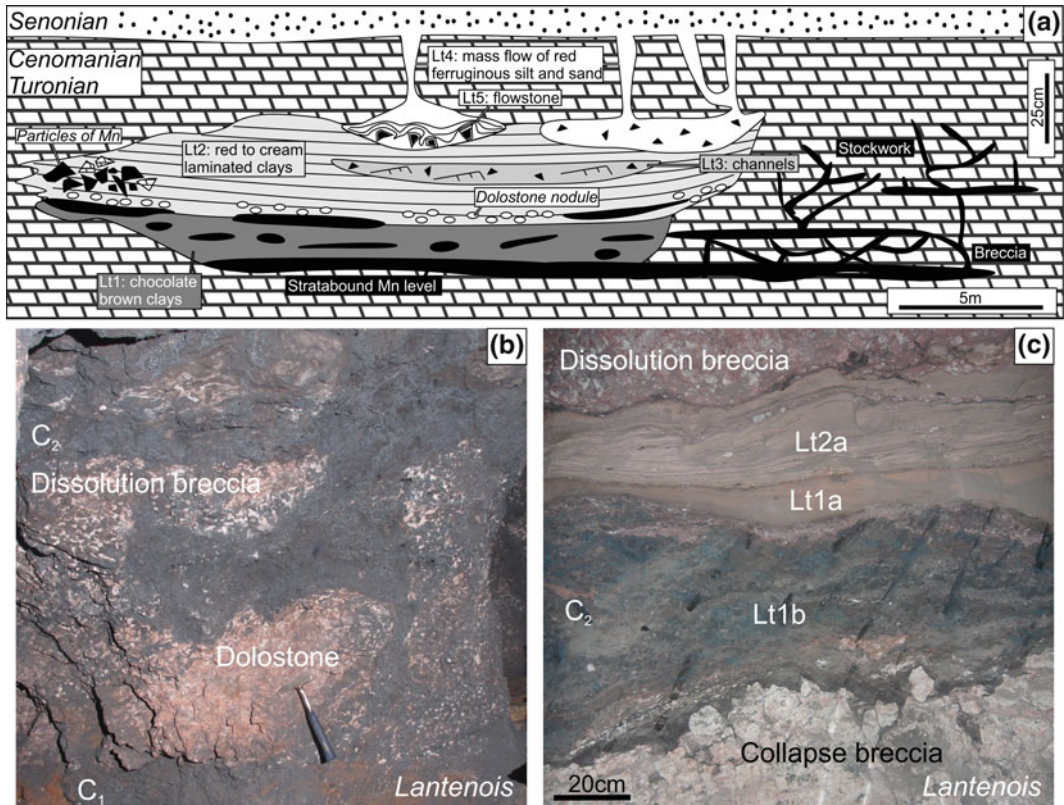 Senonian
(a)
Cenomanian
Turonian
Lt4: mass flow of red
ferruginous silt and sand
Lt5: flowstone
25cm
Particles of Mn
Lt2: red to cream
laminated clays
Stockwork
Lt3: channels
Dolostone nodule
Breccia
Lt1: chocolate
brown clays
Stratabound Mn level
5m
(b)
C₂
Dissolution breccia
Dolostone
C₁
Lantenois
(c)
Dissolution breccia
Lt2a
Lt1a
C₂
Lt1b
Collapse breccia
20cm
Lantenois